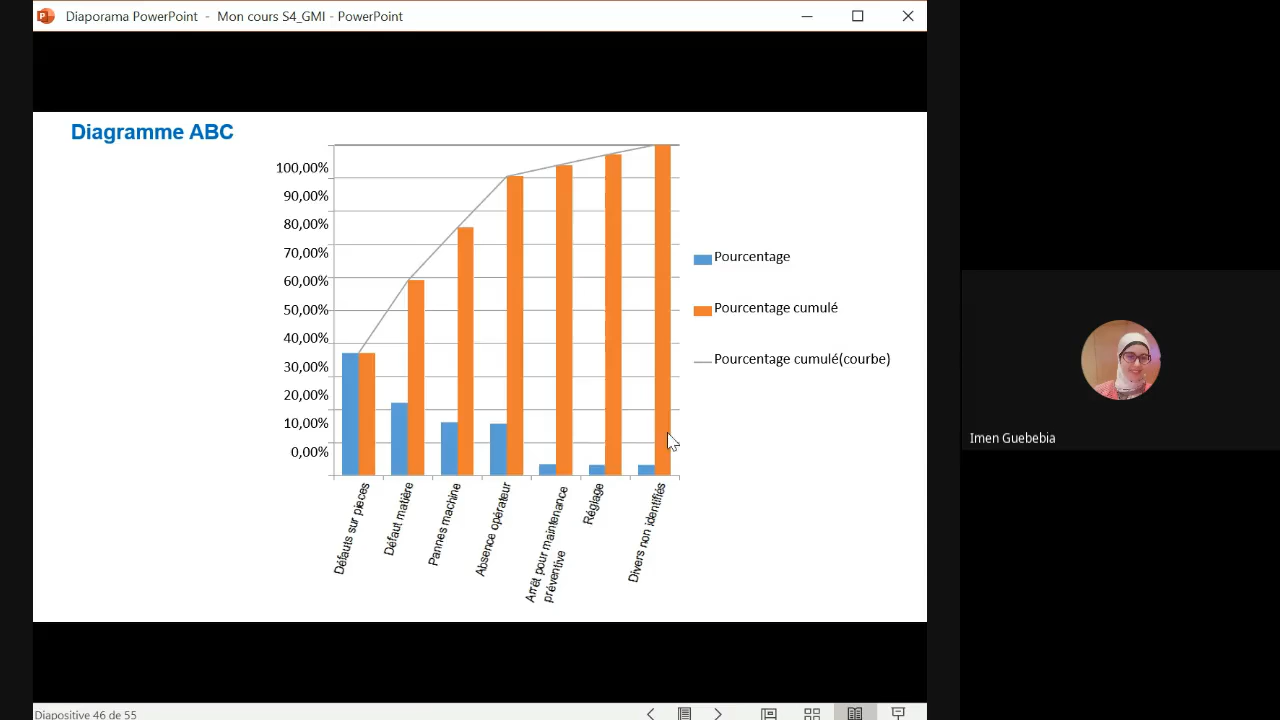 Diaporama PowerPoint - Mon cours S4_GMI - PowerPoint
Diagramme ABC
100,00%
90,00%
80,00%
70,00%
60,00%
50,00%
40,00%
30,00%
20,00%
10,00%
0,00%
Pourcentage
Pourcentage cumulé
Pourcentage cumulé(courbe)
Défauts sur pieces
Défaut matière
Pannes machine
Absence opérateur
Arrêt pour maintenance
préventive
Réglage
Divers non identifiés
Imen Guebebia
Diapositive 46 de 55